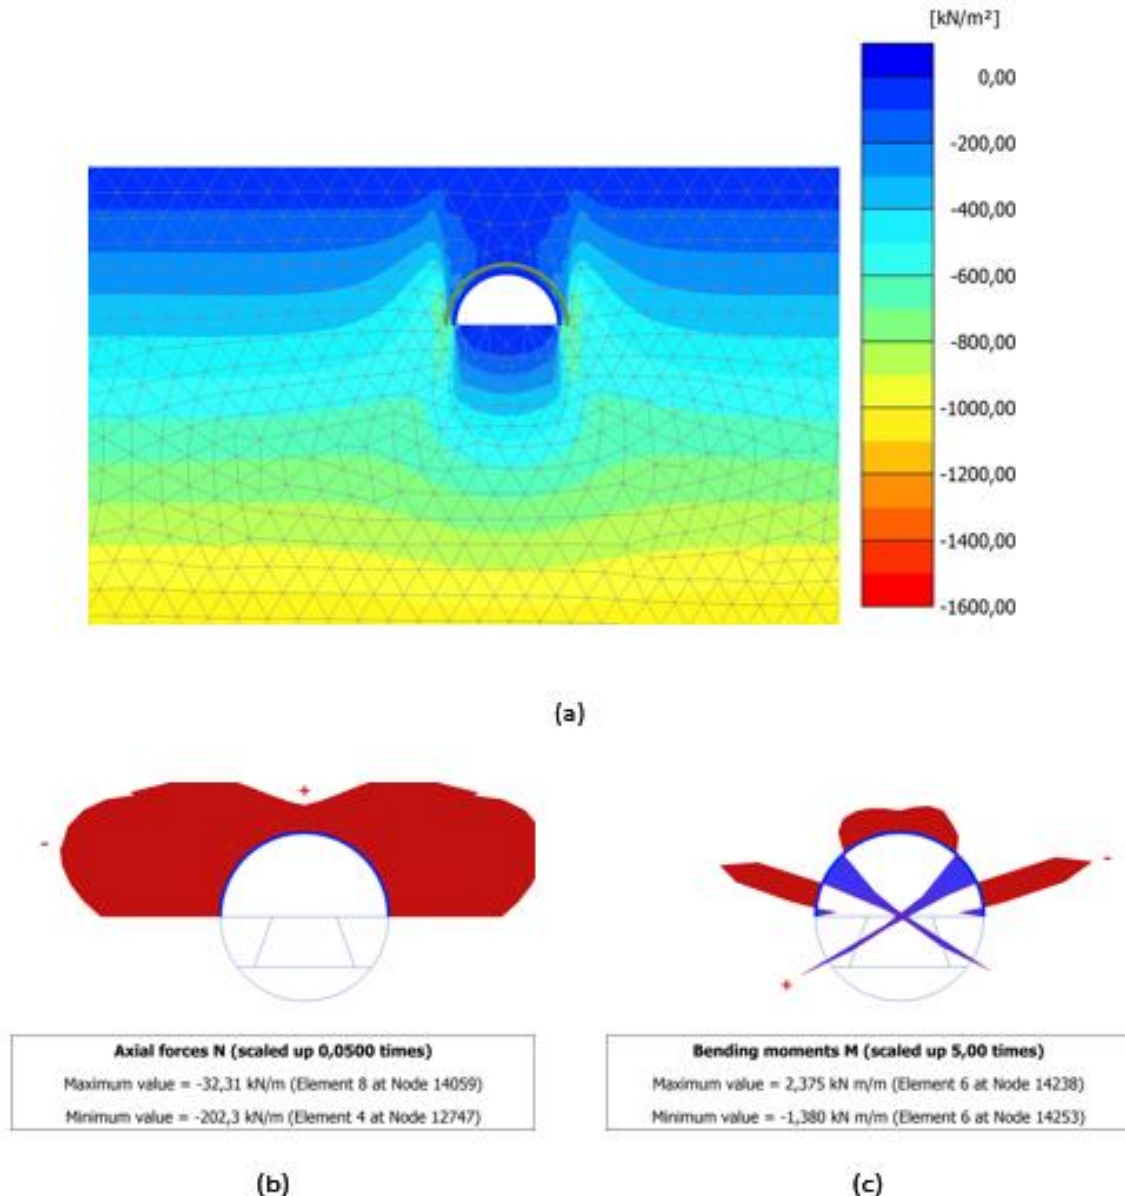 [kN/m²]
0,00
-200,00
-400,00
-600,00
-800,00
-1000,00
-1200,00
-1400,00
-1600,00
(a)
+
-
-
+
Axial forces N (scaled up 0,0500 times)
Maximum value = -32,31 kN/m (Element 8 at Node 14059)
Minimum value = -202,3 kN/m (Element 4 at Node 12747)
Bending moments M (scaled up 5,00 times)
Maximum value = 2,375 kN m/m (Element 6 at Node 14238)
Minimum value = -1,380 kN m/m (Element 6 at Node 14253)
(b)
(c)